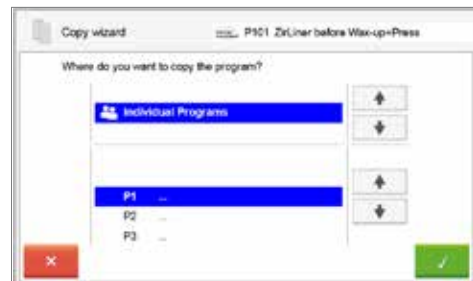 Copy wizard P101 ZirLiner before Wax-up+Press
Where do you want to copy the program?
Individual Programs
P1 ...
P2 ...
P3 ...